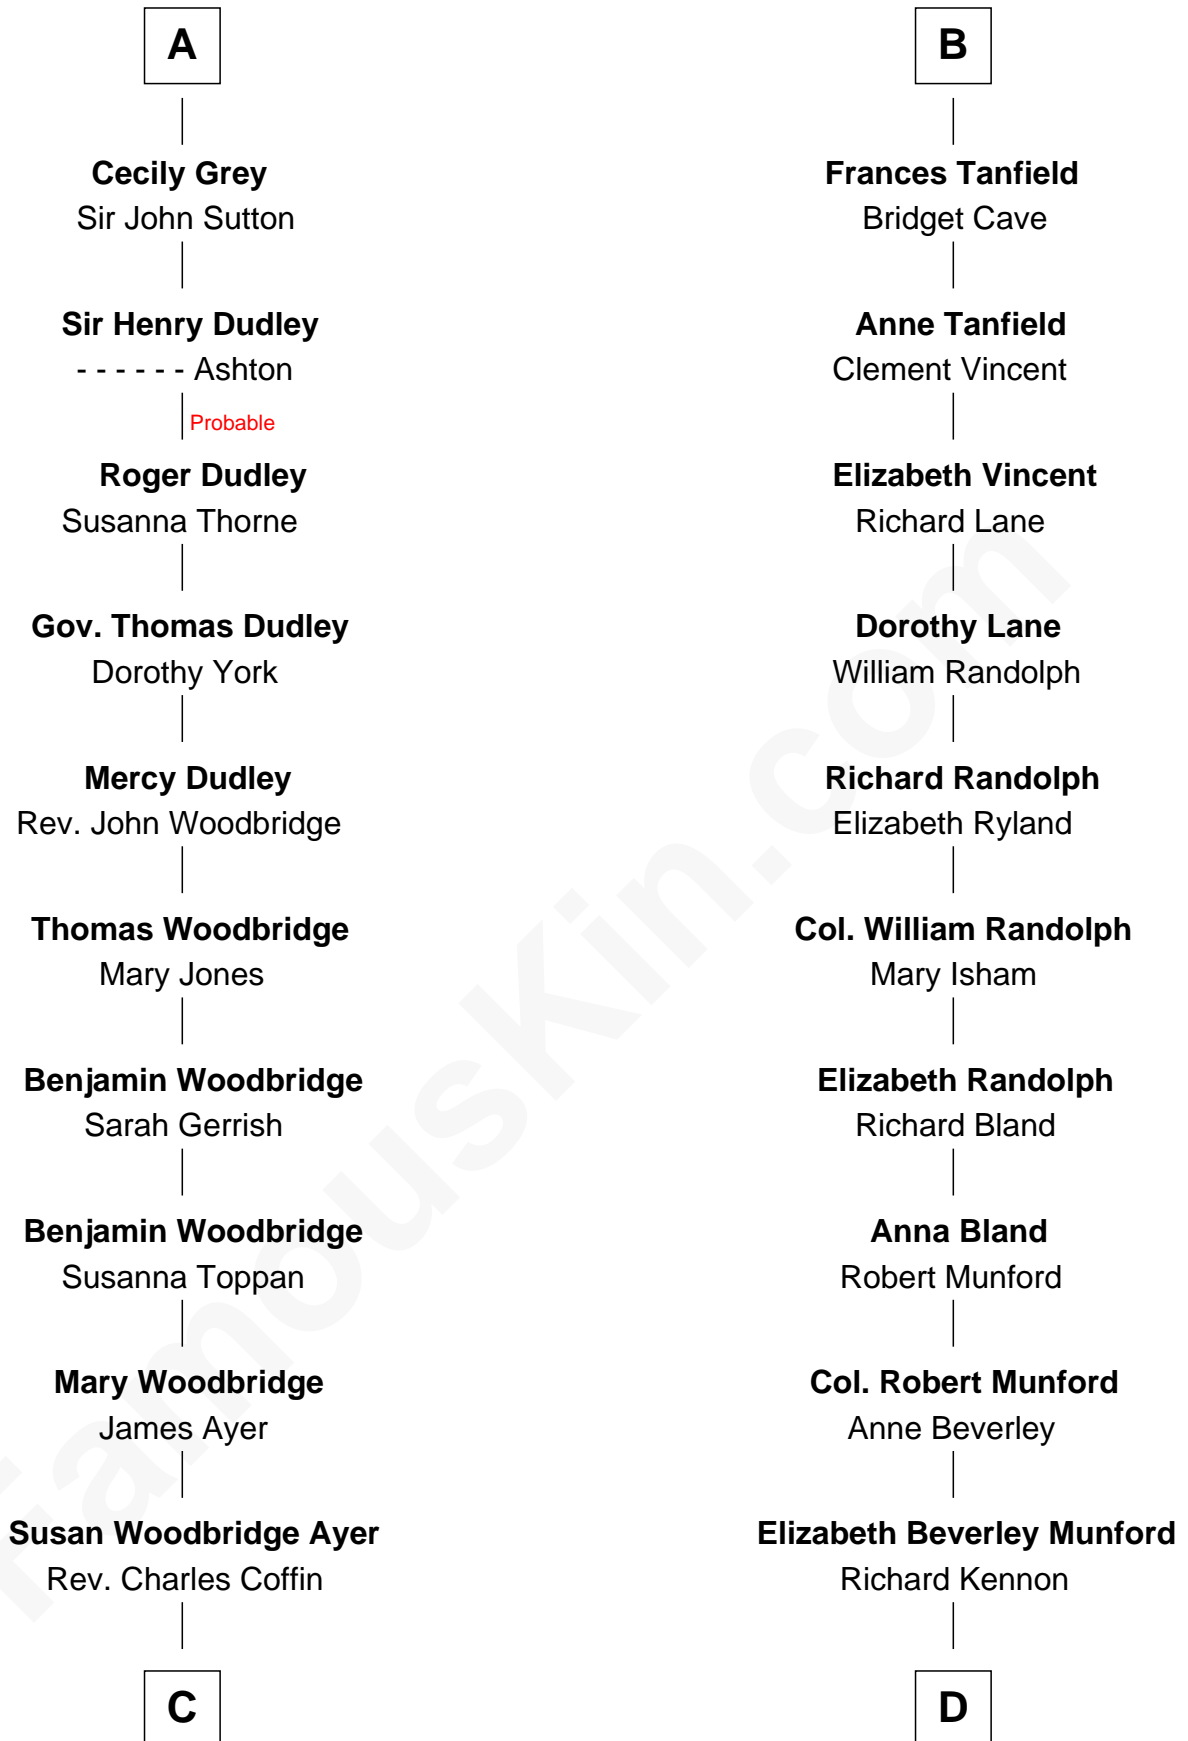 A
Cecily Grey
Sir John Sutton
Sir Henry Dudley
- - - - - - Ashton
Probable
Roger Dudley
Susanna Thorne
Gov. Thomas Dudley
Dorothy York
Mercy Dudley
Rev. John Woodbridge
Thomas Woodbridge
Mary Jones
Benjamin Woodbridge
Sarah Gerrish
Benjamin Woodbridge
Susanna Toppan
Mary Woodbridge
James Ayer
Susan Woodbridge Ayer
Rev. Charles Coffin
C
B
Frances Tanfield
Bridget Cave
Anne Tanfield
Clement Vincent
Elizabeth Vincent
Richard Lane
Dorothy Lane
William Randolph
Richard Randolph
Elizabeth Ryland
Col. William Randolph
Mary Isham
Elizabeth Randolph
Richard Bland
Anna Bland
Robert Munford
Col. Robert Munford
Anne Beverley
Elizabeth Beverley Munford
Richard Kennon
D
FamousKin.com